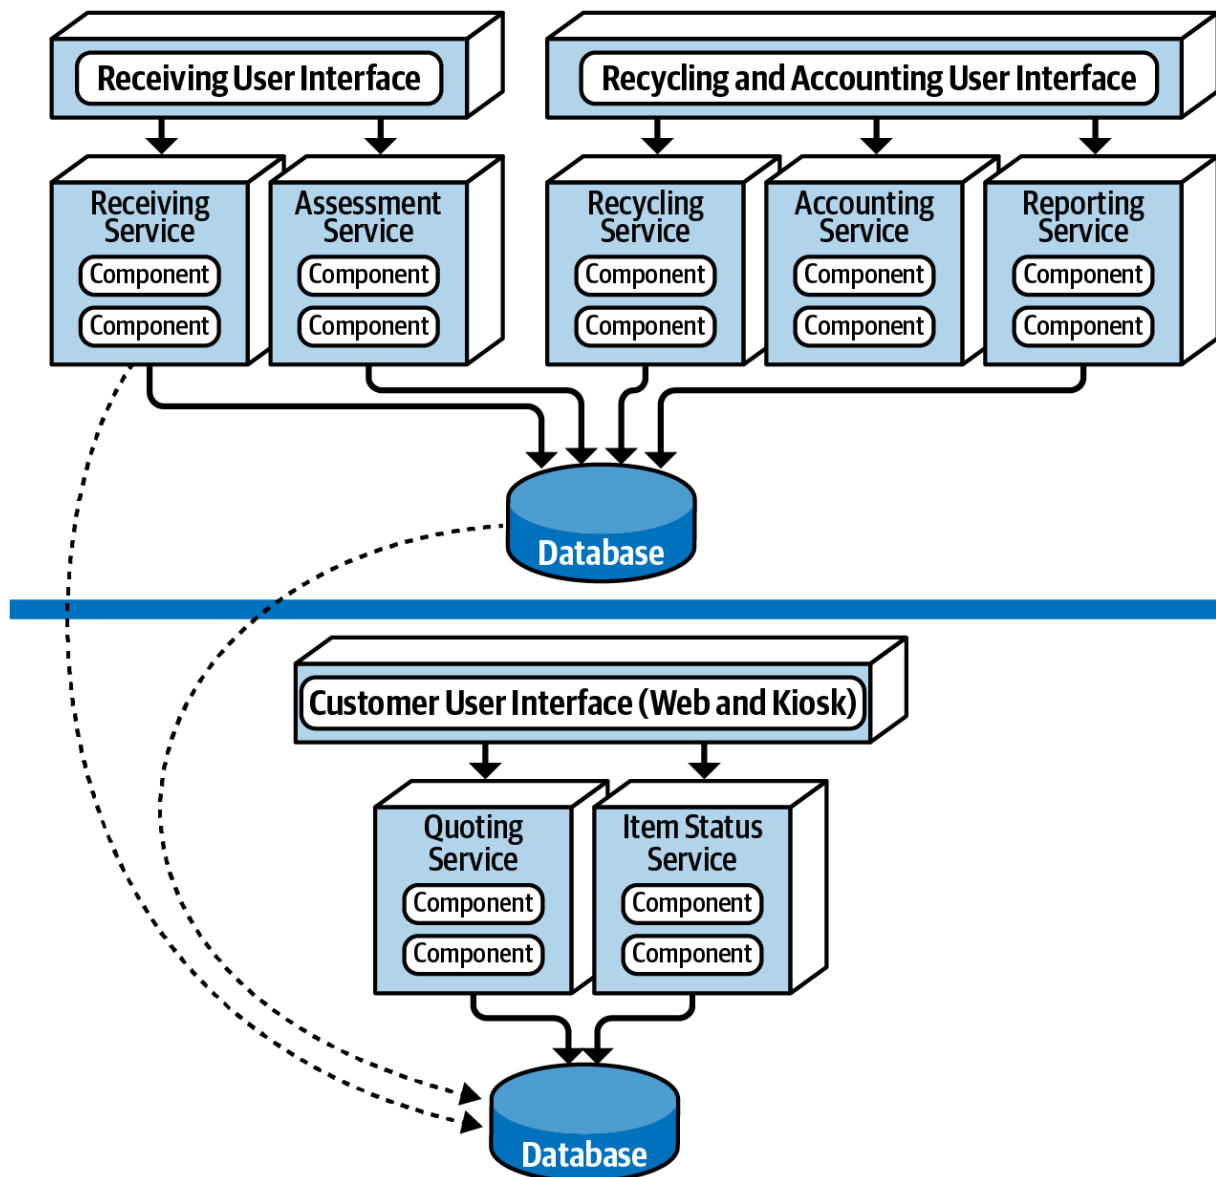 Receiving User Interface
Recycling and Accounting User Interface
Receiving
Service
Component
Component
Assessment
Service
Component
Component
Recycling
Service
Component
Component
Accounting
Service
Component
Component
Reporting
Service
Component
Component
Database
Customer User Interface (Web and Kiosk)
Quoting
Service
Component
Component
Item Status
Service
Component
Component
Database